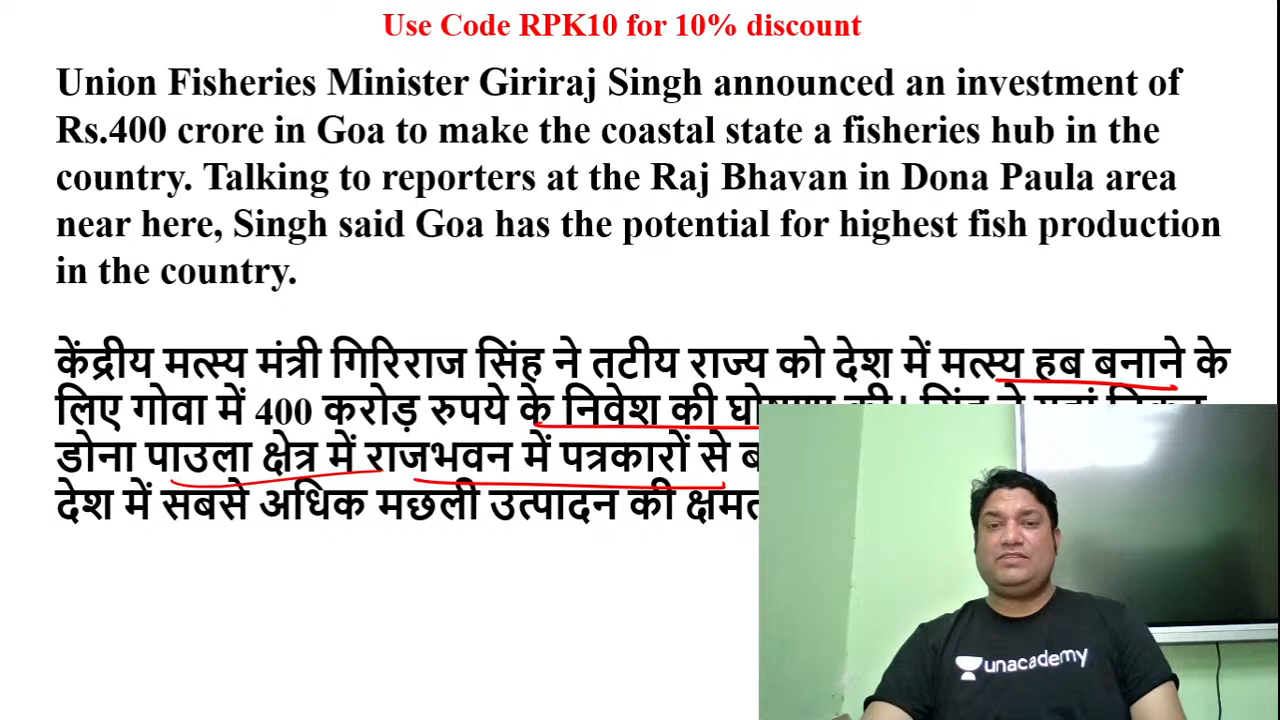 Use Code RPK10 for 10% discount
Union Fisheries Minister Giriraj Singh announced an investment of
Rs.400 crore in Goa to make the coastal state a fisheries hub in the
country. Talking to reporters at the Raj Bhavan in Dona Paula area
near here, Singh said Goa has the potential for highest fish production
in the country.
केंद्रीय मत्स्य मंत्री गिरिराज सिंह ने तटीय राज्य को देश में मत्स्य हब बनाने के
लिए गोवा में 400 करोड़ रुपये के निवेश की
डोना पाउला क्षेत्र में राजभवन में पत्रकारों से
देश में सबसे अधिक मछली उत्पादन की
unacademy